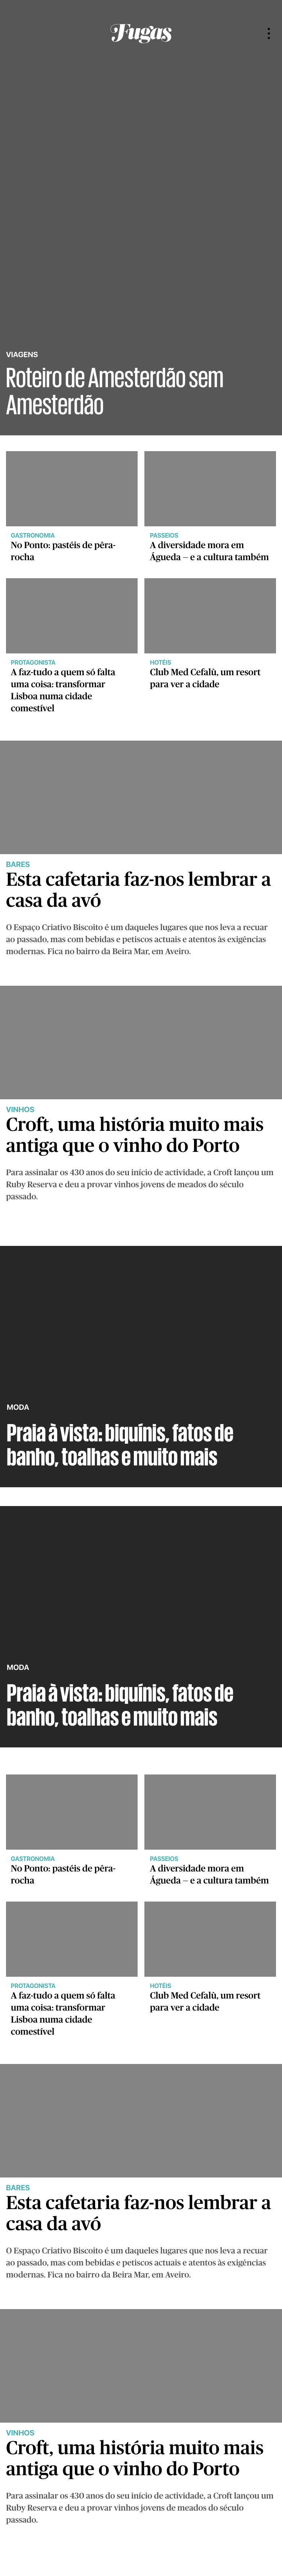 Fugas
VIAGENS
Roteiro de Amesterdão sem
Amesterdão
GASTRONOMIA
No Ponto: pastéis de pêra-
rocha
PASSEIOS
A diversidade mora em
Águeda – e a cultura também
PROTAGONISTA
A faz-tudo a quem só falta
uma coisa: transformar
Lisboa numa cidade
comestível
HOTÉIS
Club Med Cefalù, um resort
para ver a cidade
BARES
Esta cafetaria faz-nos lembrar a
casa da avó
O Espaço Criativo Biscoito é um daqueles lugares que nos leva a recuar
ao passado, mas com bebidas e petiscos actuais e atentos às exigências
modernas. Fica no bairro da Beira Mar, em Aveiro.
VINHOS
Croft, uma história muito mais
antiga que o vinho do Porto
Para assinalar os 430 anos do seu início de actividade, a Croft lançou um
Ruby Reserva e deu a provar vinhos jovens de meados do século
passado.
MODA
Praia à vista: biquínis, fatos de
banho, toalhas e muito mais
MODA
Praia à vista: biquínis, fatos de
banho, toalhas e muito mais
GASTRONOMIA
No Ponto: pastéis de pêra-
rocha
PASSEIOS
A diversidade mora em
Águeda – e a cultura também
PROTAGONISTA
A faz-tudo a quem só falta
uma coisa: transformar
Lisboa numa cidade
comestível
HOTÉIS
Club Med Cefalù, um resort
para ver a cidade
BARES
Esta cafetaria faz-nos lembrar a
casa da avó
O Espaço Criativo Biscoito é um daqueles lugares que nos leva a recuar
ao passado, mas com bebidas e petiscos actuais e atentos às exigências
modernas. Fica no bairro da Beira Mar, em Aveiro.
VINHOS
Croft, uma história muito mais
antiga que o vinho do Porto
Para assinalar os 430 anos do seu início de actividade, a Croft lançou um
Ruby Reserva e deu a provar vinhos jovens de meados do século
passado.